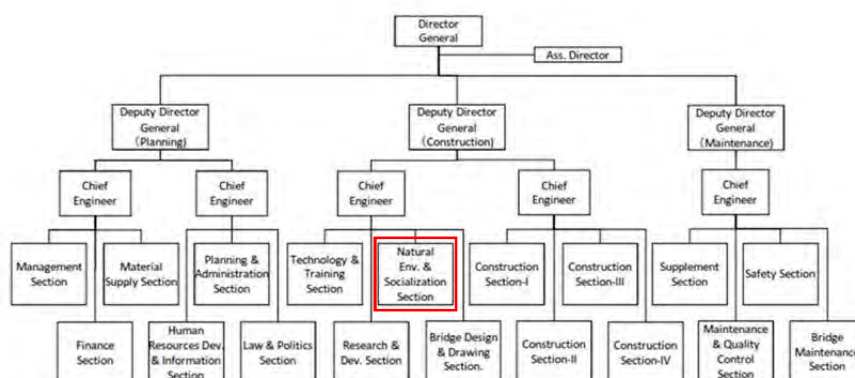 Director
General
Ass. Director
Deputy Director
General
(Planning)
Deputy Director
General
(Construction)
Deputy Director
General
(Maintenance)
Chief
Engineer
Chief
Engineer
Chief
Engineer
Chief
Engineer
Chief
Engineer
Management
Section
Material
Supply Section
Planning &
Administration
Section
Technology &
Training
Section
Natural
Env. &
Socialization
Section
Construction
Section-I
Construction
Section-III
Supplement
Section
Safety Section
Finance
Section
Human
Resources Dev.
& Information
Section
Law & Politics
Section
Research &
Dev. Section
Bridge Design
& Drawing
Section.
Construction
Section-II
Construction
Section-IV
Maintenance
& Quality
Control
Section
Bridge
Maintenance
Section